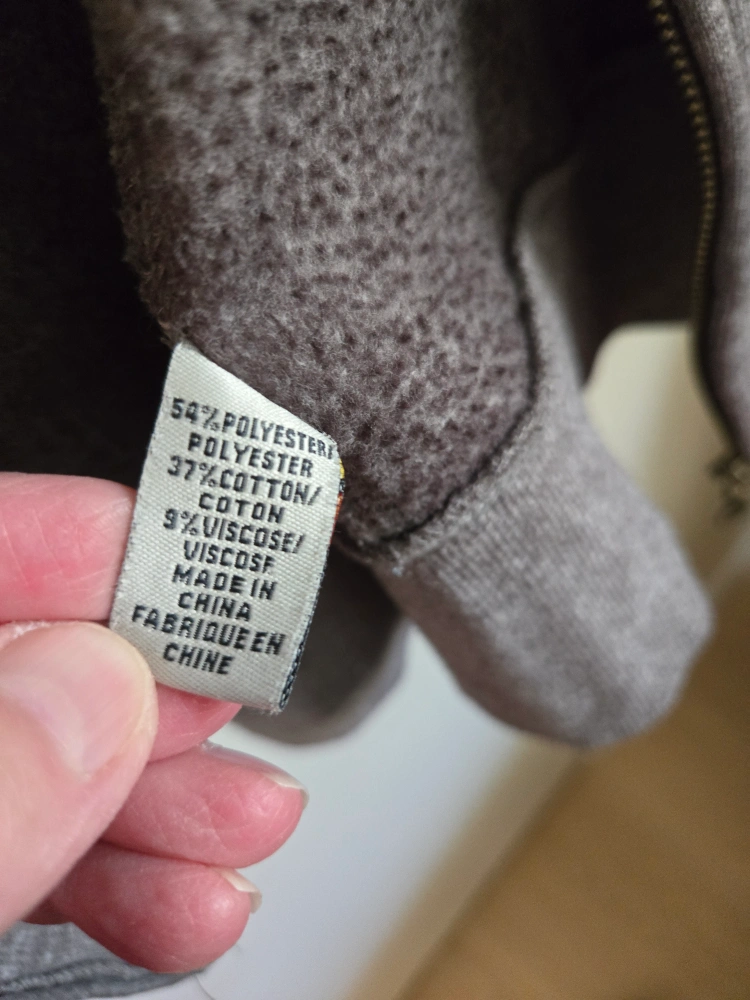 54%POLYESTER/
POLYESTER
37%COTTON/
COTON
9%VISCOSE/
VISCOSE
MADE IN
CHINA
FABRIQUE EN
CHINE